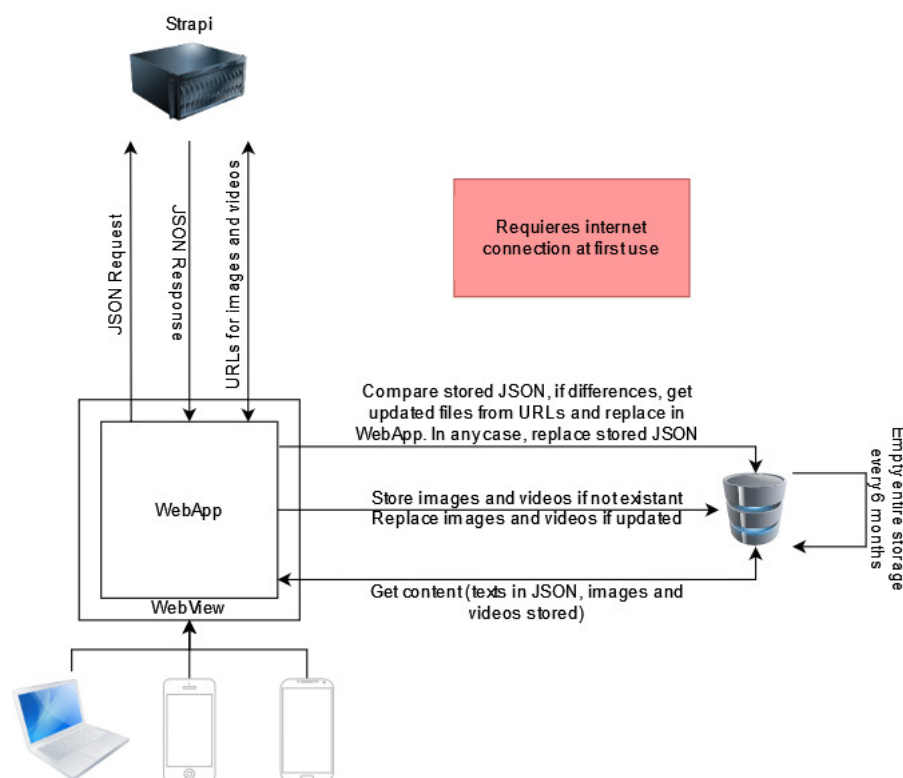 Strapi
JSON Request
JSON Response
URLs for images and videos
Requieres internet
connection at first use
Compare stored JSON, if differences, get
updated files from URLs and replace in
WebApp. In any case, replace stored JSON
WebApp
Store images and videos if not existant
Replace images and videos if updated
Empty entire storage
every 6 months
Get content (texts in JSON, images and
videos stored)
WebView